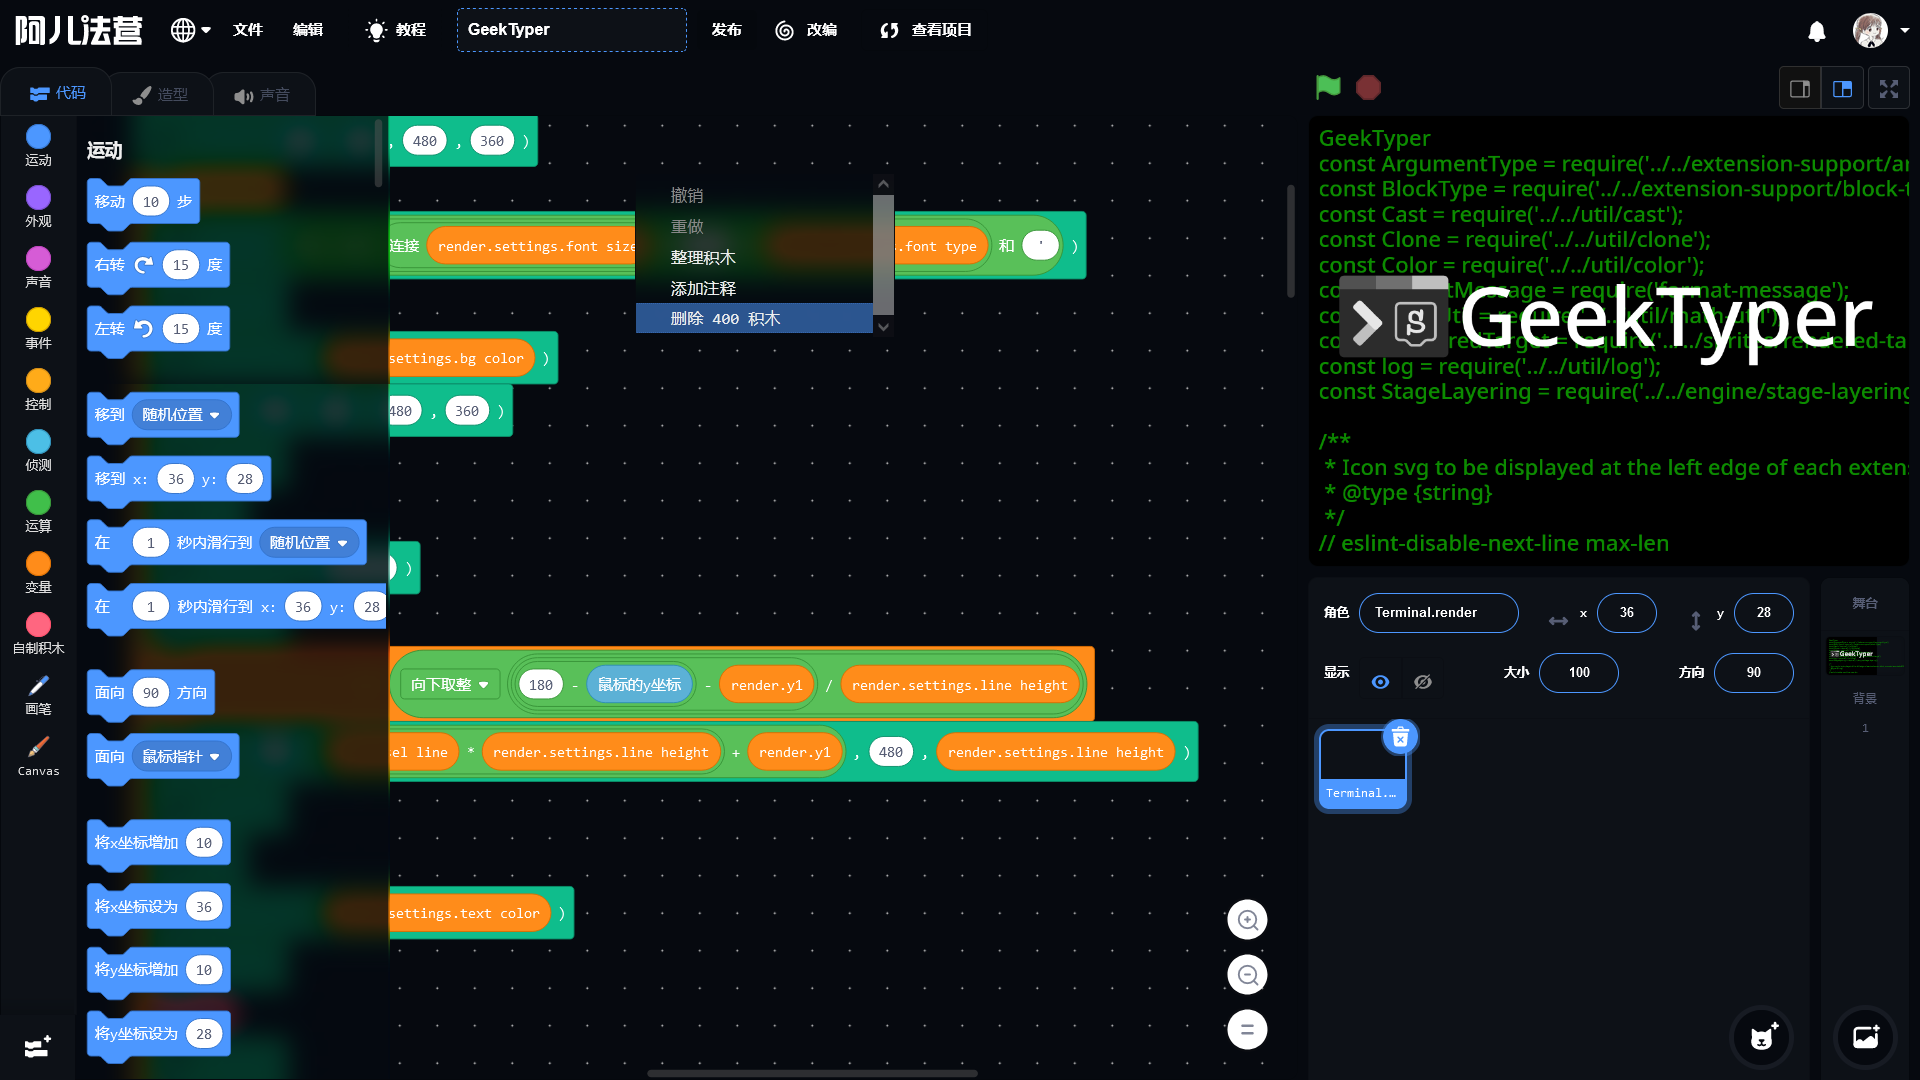 阿儿法营
文件
编辑
教程
GeekTyper
发布
改编
查看项目
代码
造型
声音
运动
外观
声音
事件
控制
侦测
运算
变量
自制积木
画笔
Canvas
运动
移动 10 步
右转 15 度
左转 15 度
移到 随机位置
移到 x: 36 y: 28
在 1 秒内滑行到 随机位置
在 1 秒内滑行到 x: 36 y: 28
面向 90 方向
面向 鼠标指针
将x坐标增加 10
将x坐标设为 36
将y坐标增加 10
将y坐标设为 28
, 480 , 360 )
连接 render.settings.font size
.font type 和 ' )
settings.bg color )
480 , 360 )
)
向下取整 180 - 鼠标的y坐标 - render.y1 / render.settings.line height
el line * render.settings.line height + render.y1 , 480 , render.settings.line height )
settings.text color )
撤销
重做
整理积木
添加注释
删除 400 积木
GeekTyper
const ArgumentType = require('../../extension-support/ar
const BlockType = require('../../extension-support/block-t
const Cast = require('../../util/cast');
const Clone = require('../../util/clone');
const Color = require('../../util/color');
GeekTyper
const log = require('../../util/log');
const StageLayering = require('../../engine/stage-layering
/**
* Icon svg to be displayed at the left edge of each extens
* @type {string}
*/
// eslint-disable-next-line max-len
角色 Terminal.render x 36 y 28
显示 大小 100 方向 90
Terminal....
舞台
GeekTyper
背景
1